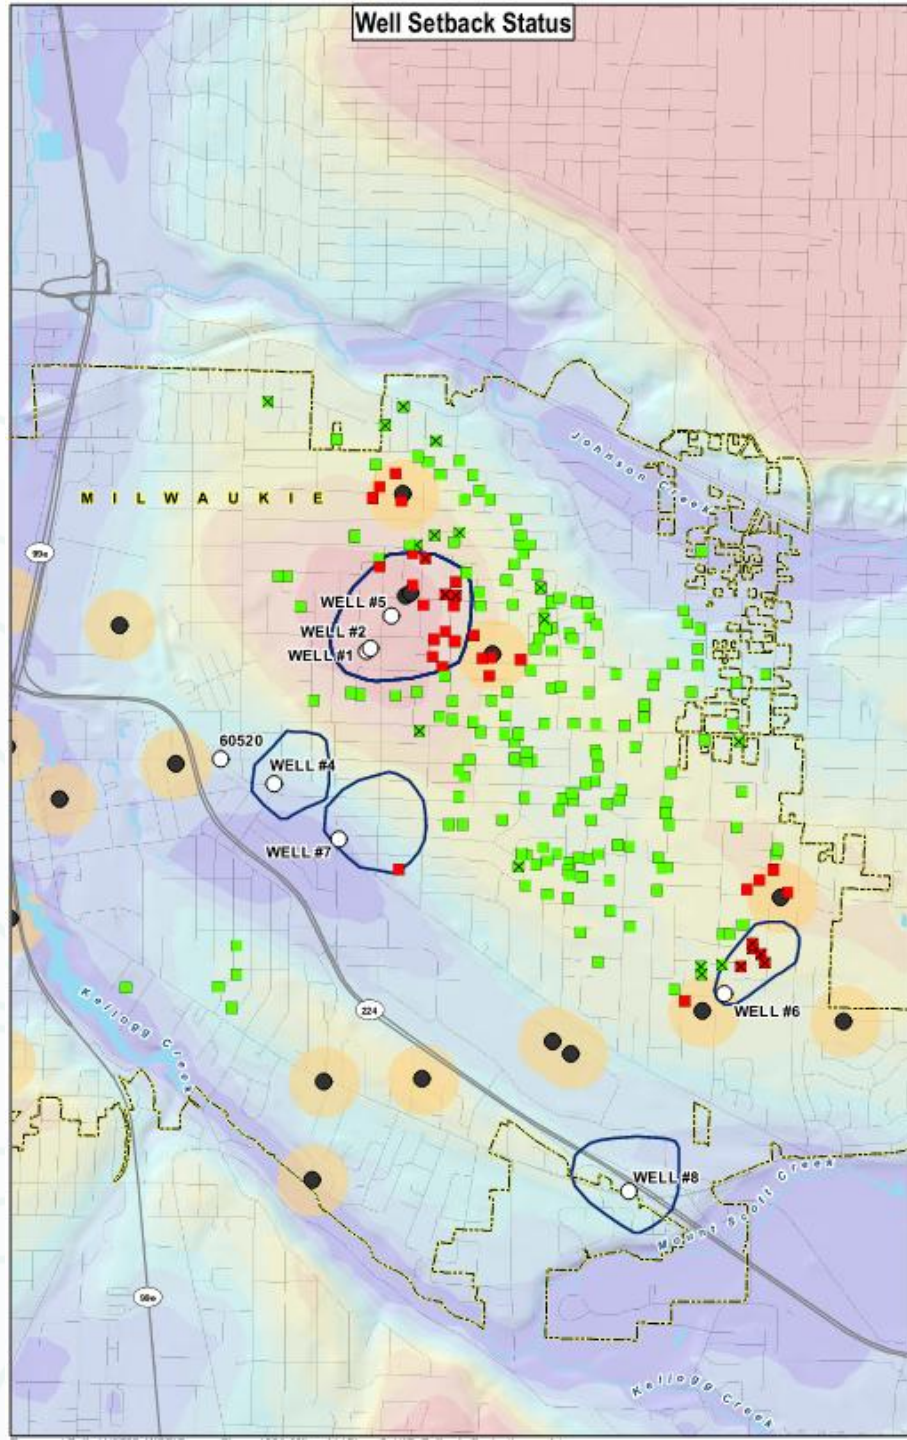 Well Setback Status
Johnson Creek
MILWAUKIE
99e
WELL #5
WELL #2
WELL #1
60520
WELL #4
WELL #7
Kellogg Creek
224
WELL #6
WELL #8
Mount Scott Creek
99e
Kellogg Creek